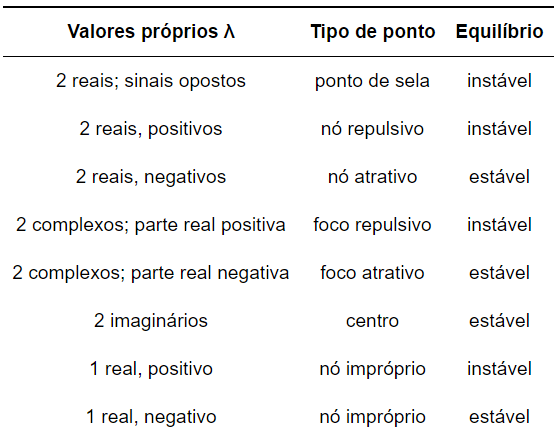 Valores próprios λ Tipo de ponto Equilíbrio
2 reais; sinais opostos ponto de sela instável
2 reais, positivos nó repulsivo instável
2 reais, negativos nó atrativo estável
2 complexos; parte real positiva foco repulsivo instável
2 complexos; parte real negativa foco atrativo estável
2 imaginários centro estável
1 real, positivo nó impróprio instável
1 real, negativo nó impróprio estável